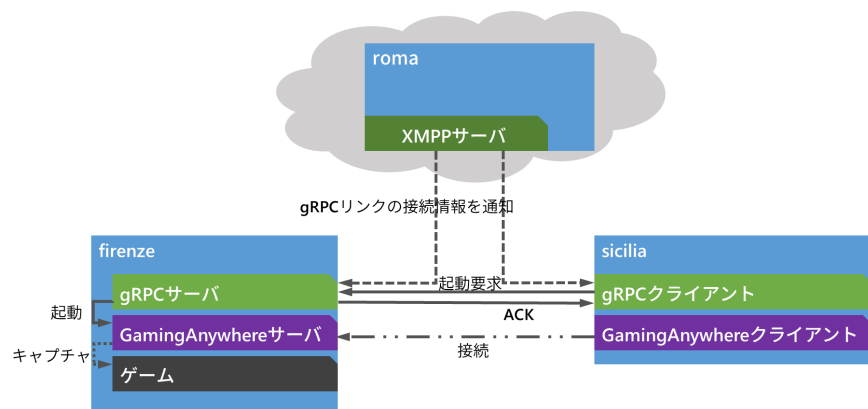 roma
XMPPサーバ
gRPCリンクの接続情報を通知
firenze
sicilia
gRPCサーバ
起動要求
gRPCクライアント
起動
ACK
GamingAnywhereサーバ
GamingAnywhereクライアント
キャプチャ
接続
ゲーム